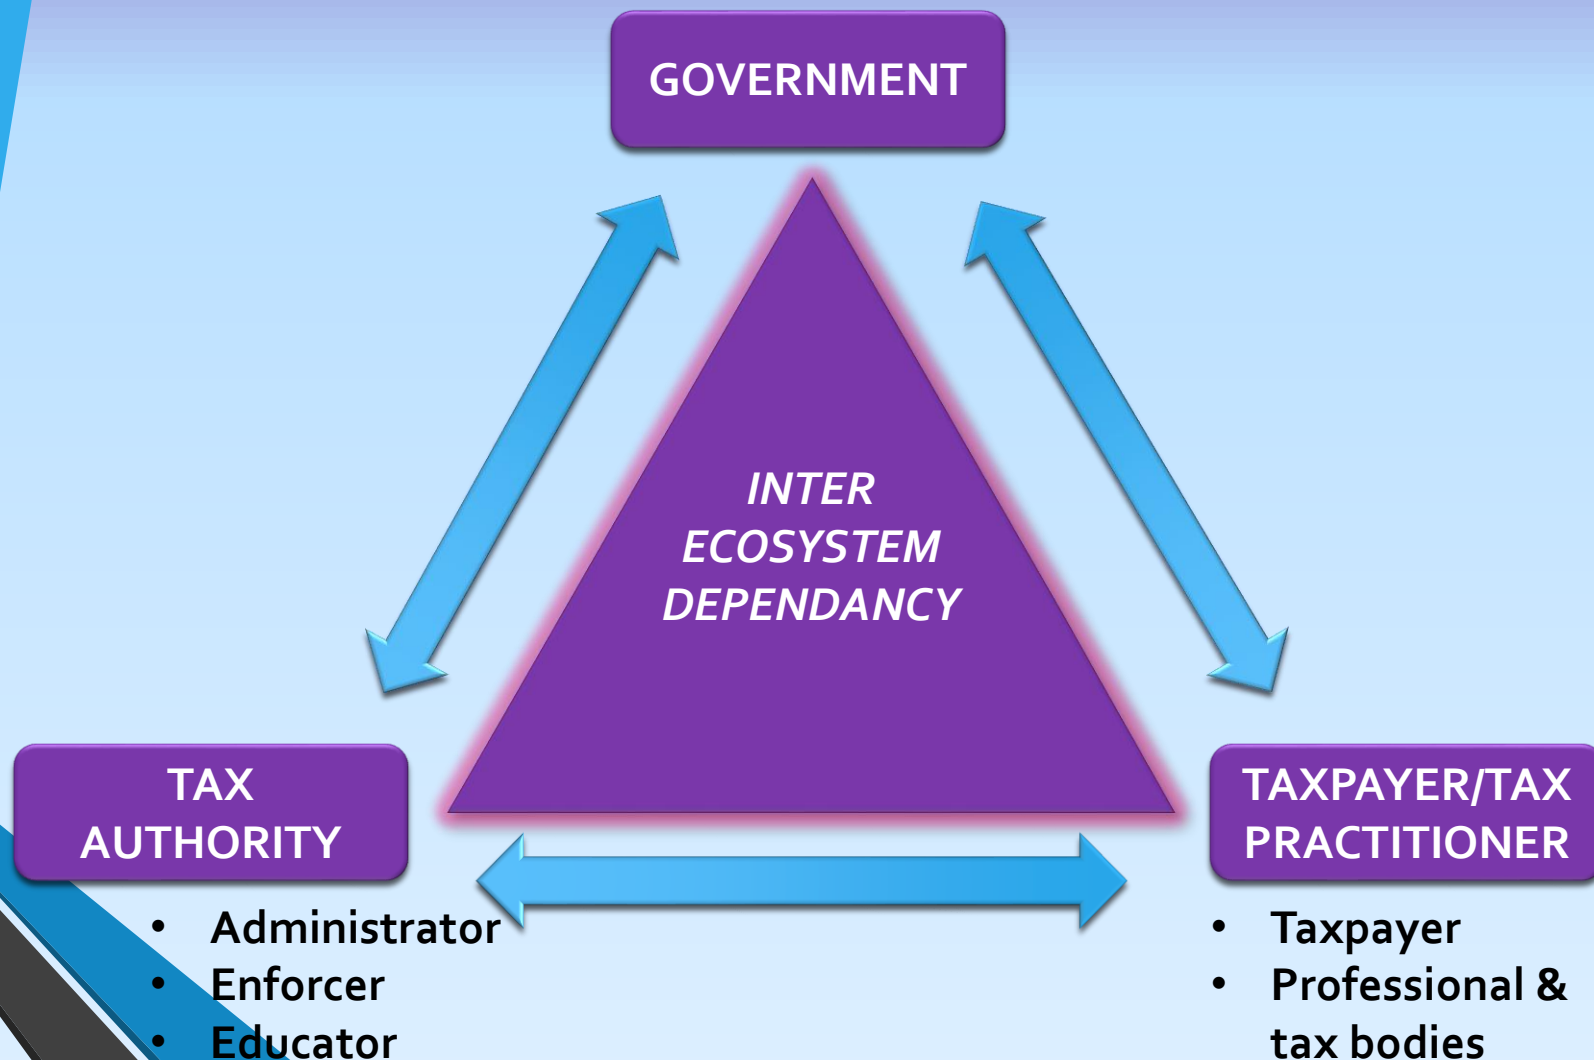 GOVERNMENT
INTER
ECOSYSTEM
DEPENDANCY
TAX
AUTHORITY
• Administrator
• Enforcer
• Educator
TAXPAYER/TAX
PRACTITIONER
• Taxpayer
• Professional &
tax bodies